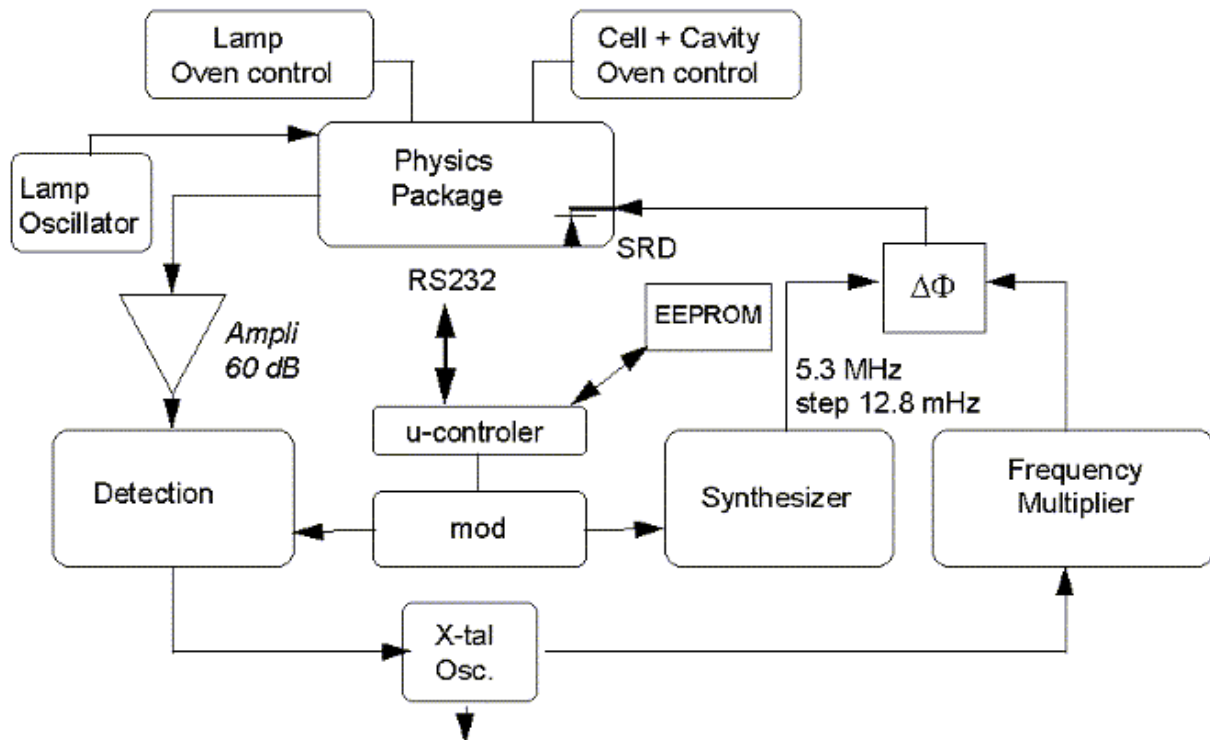 Lamp
Oven control
Cell + Cavity
Oven control
Physics
Package
Lamp
Oscillator
SRD
RS232
EEPROM
ΔΦ
Ampli
60 dB
5.3 MHz
step 12.8 mHz
u-controler
Detection
mod
Synthesizer
Frequency
Multiplier
X-tal
Osc.